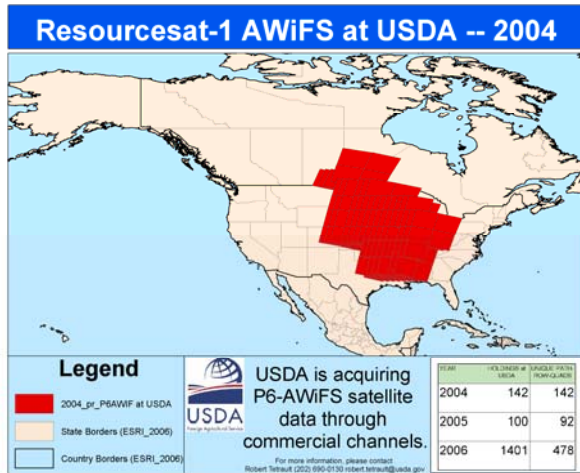 Resourcesat-1 AWiFS at USDA -- 2004
Legend
2004_pr_P6AWIF at USDA
State Borders (ESRI_2006)
Country Borders (ESRI_2006)
USDA
Foreign Agricultural Service
USDA is acquiring
P6-AWiFS satellite
data through
commercial channels.
For more information, please contact
Robert Tetrault (202) 690-0130 robert.tetrault@usda.gov
YEAR HOLDINGS at USDA UNIQUE PATH ROW-QUADS
2004 142 142
2005 100 92
2006 1401 478